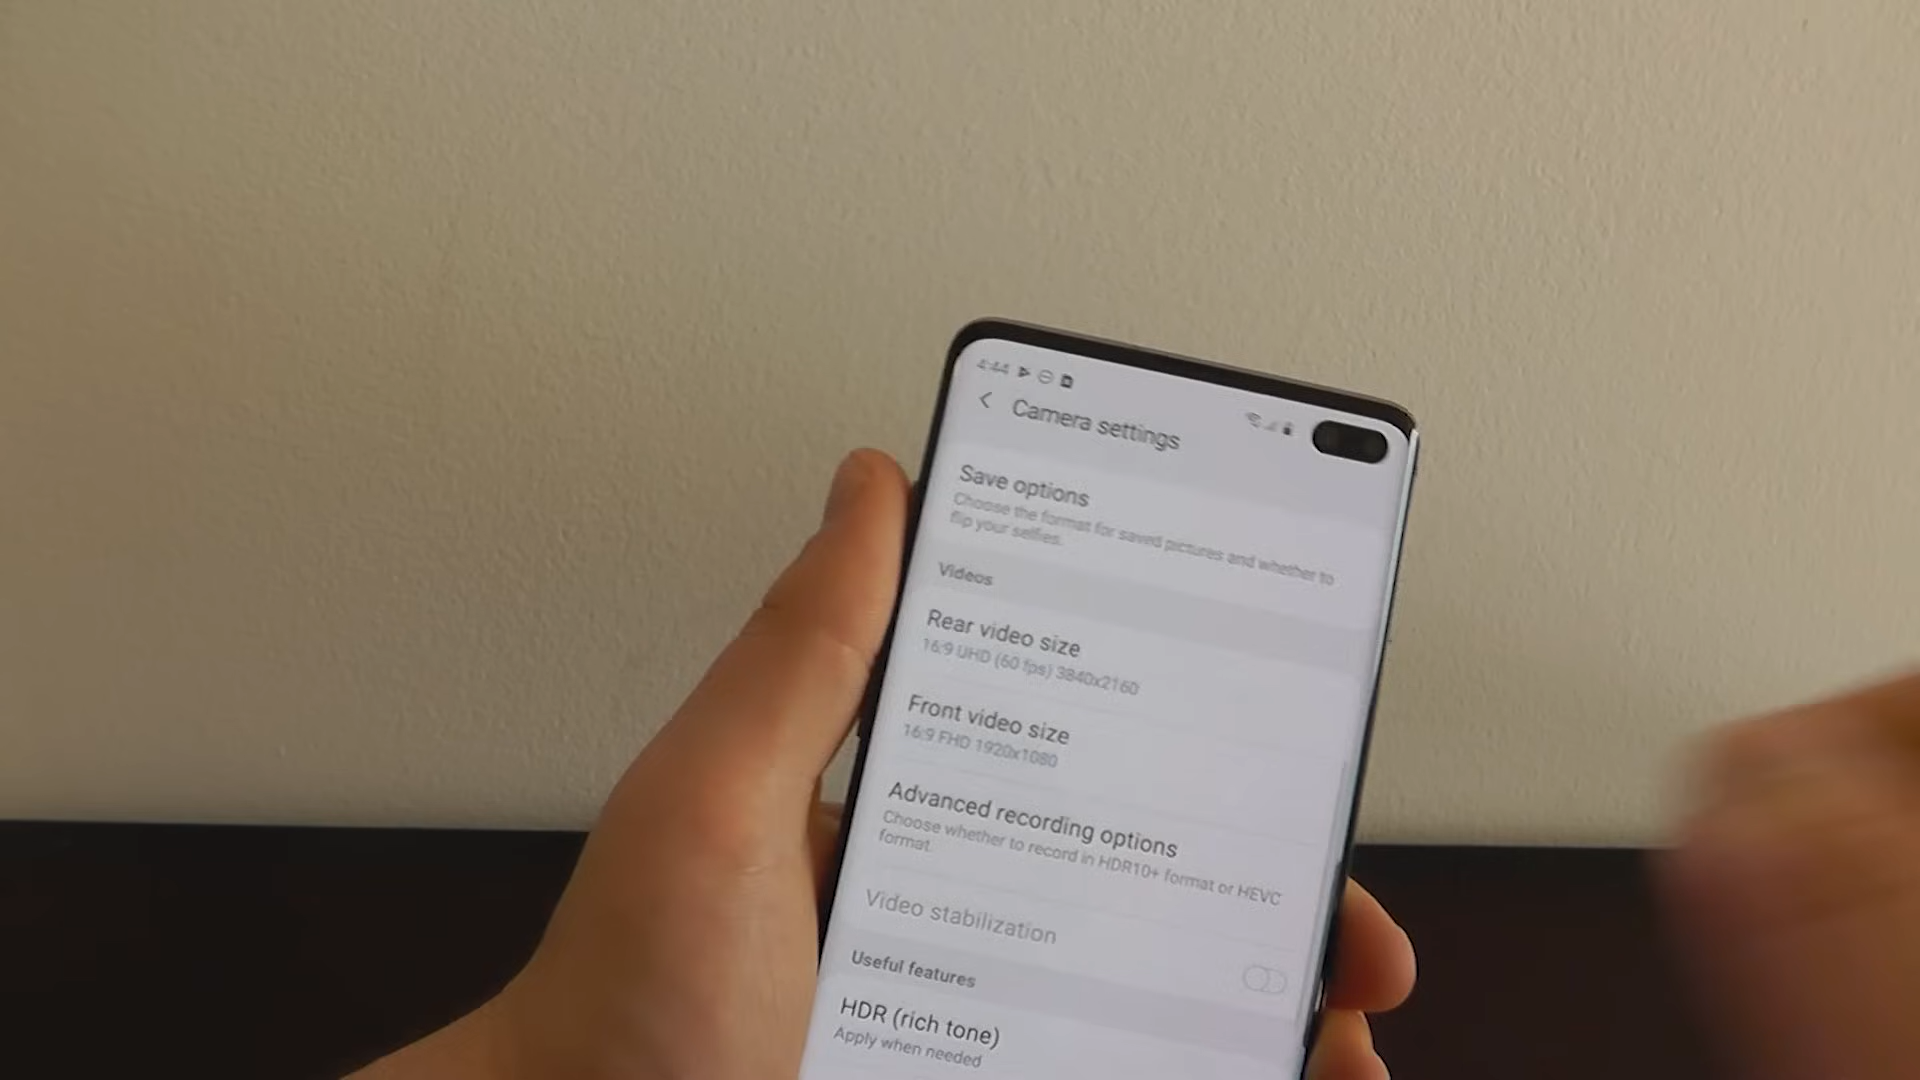 4:44
Camera settings
Save options
Choose the format for saved pictures and whether to
flip your selfies.
Videos
Rear video size
16:9 UHD (60 fps) 3840x2160
Front video size
16:9 FHD 1920x1080
Advanced recording options
Choose whether to record in HDR10+ format or HEVC
format.
Video stabilization
Useful features
HDR (rich tone)
Apply when needed